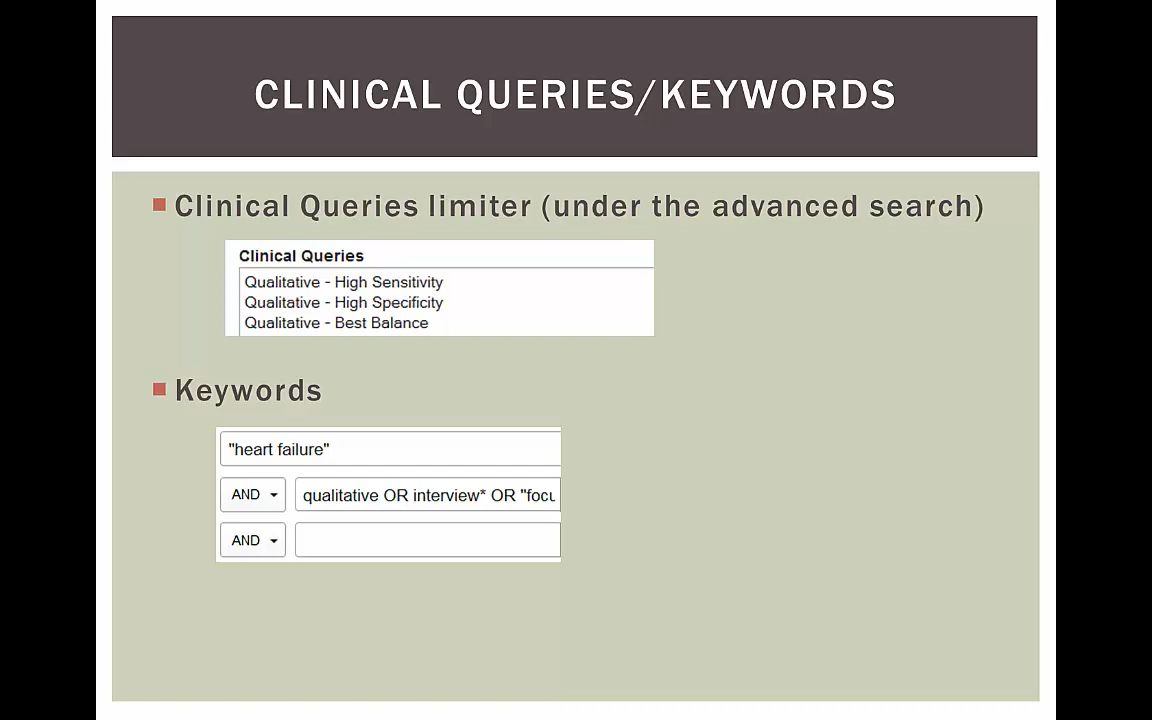 CLINICAL QUERIES/KEYWORDS
Clinical Queries limiter (under the advanced search)
Clinical Queries
Qualitative - High Sensitivity
Qualitative - High Specificity
Qualitative - Best Balance
Keywords
"heart failure"
AND qualitative OR interview* OR "focu
AND